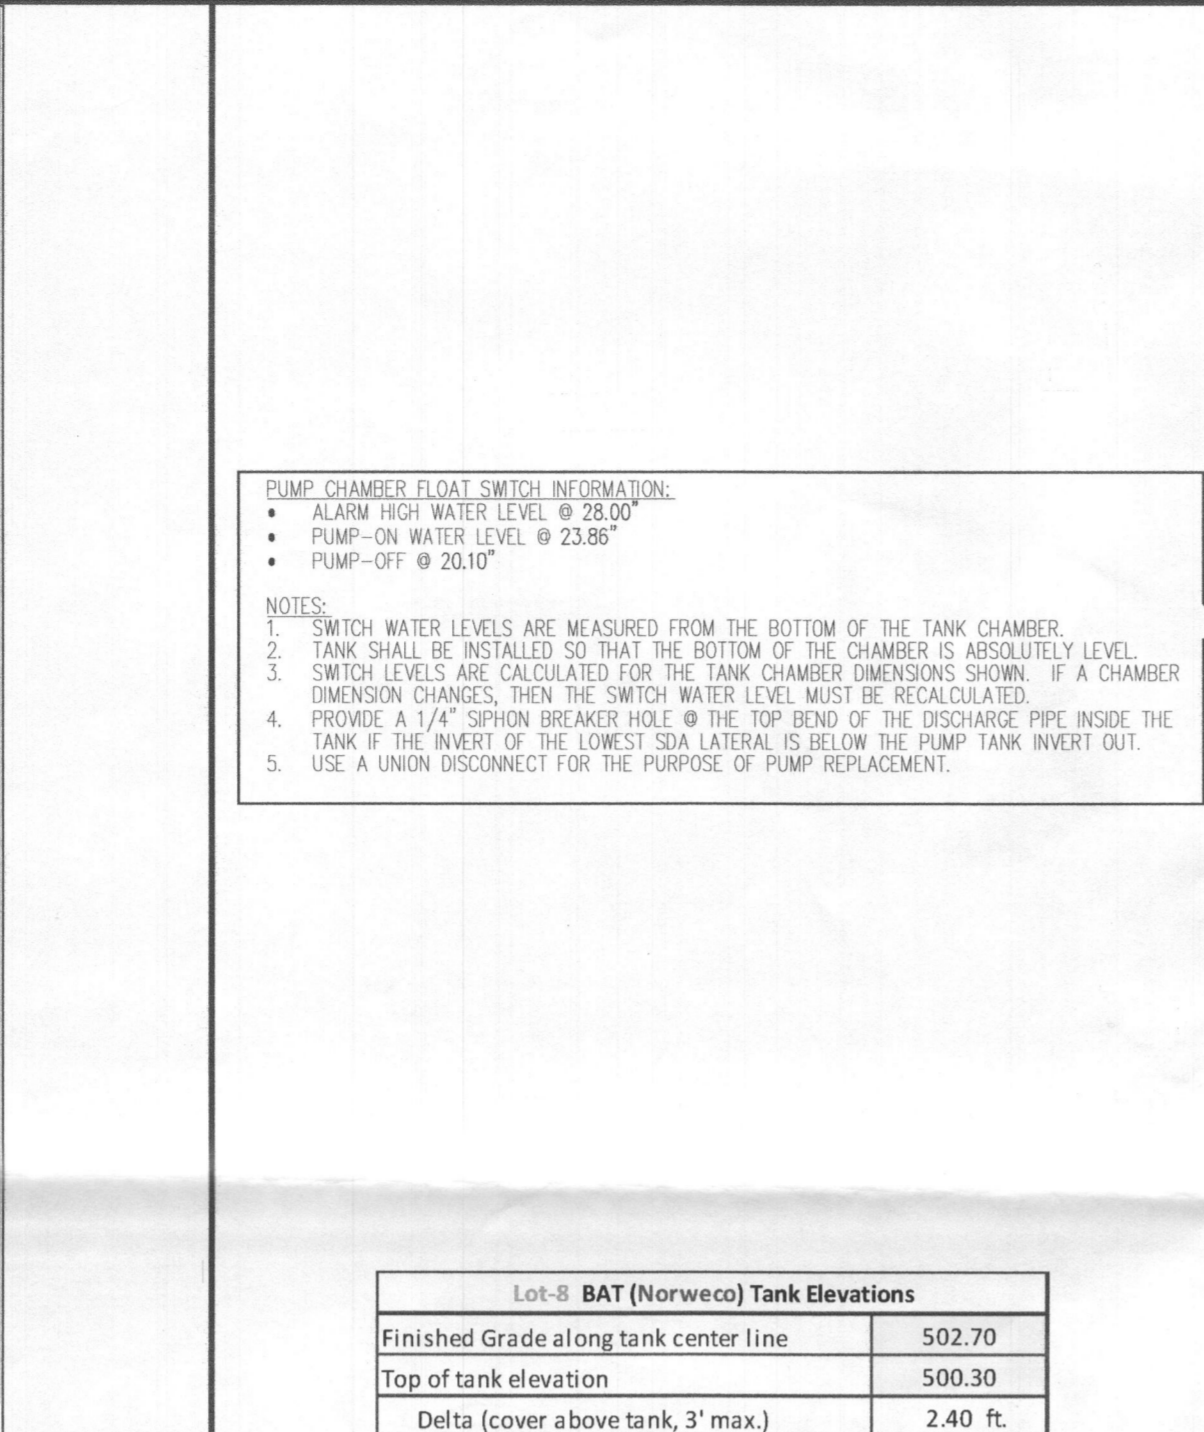 PUMP CHAMBER FLOAT SWITCH INFORMATION:
• ALARM HIGH WATER LEVEL @ 28.00"
• PUMP-ON WATER LEVEL @ 23.86"
• PUMP-OFF @ 20.10"
NOTES:
1. SWITCH WATER LEVELS ARE MEASURED FROM THE BOTTOM OF THE TANK CHAMBER.
2. TANK SHALL BE INSTALLED SO THAT THE BOTTOM OF THE CHAMBER IS ABSOLUTELY LEVEL.
3. SWITCH LEVELS ARE CALCULATED FOR THE TANK CHAMBER DIMENSIONS SHOWN. IF A CHAMBER
DIMENSION CHANGES, THEN THE SWITCH WATER LEVEL MUST BE RECALCULATED.
4. PROVIDE A 1/4" SIPHON BREAKER HOLE @ THE TOP BEND OF THE DISCHARGE PIPE INSIDE THE
TANK IF THE INVERT OF THE LOWEST SDA LATERAL IS BELOW THE PUMP TANK INVERT OUT.
5. USE A UNION DISCONNECT FOR THE PURPOSE OF PUMP REPLACEMENT.
Lot-8 BAT (Norweco) Tank Elevations
Finished Grade along tank center line 502.70
Top of tank elevation 500.30
Delta (cover above tank, 3' max.) 2.40 ft.